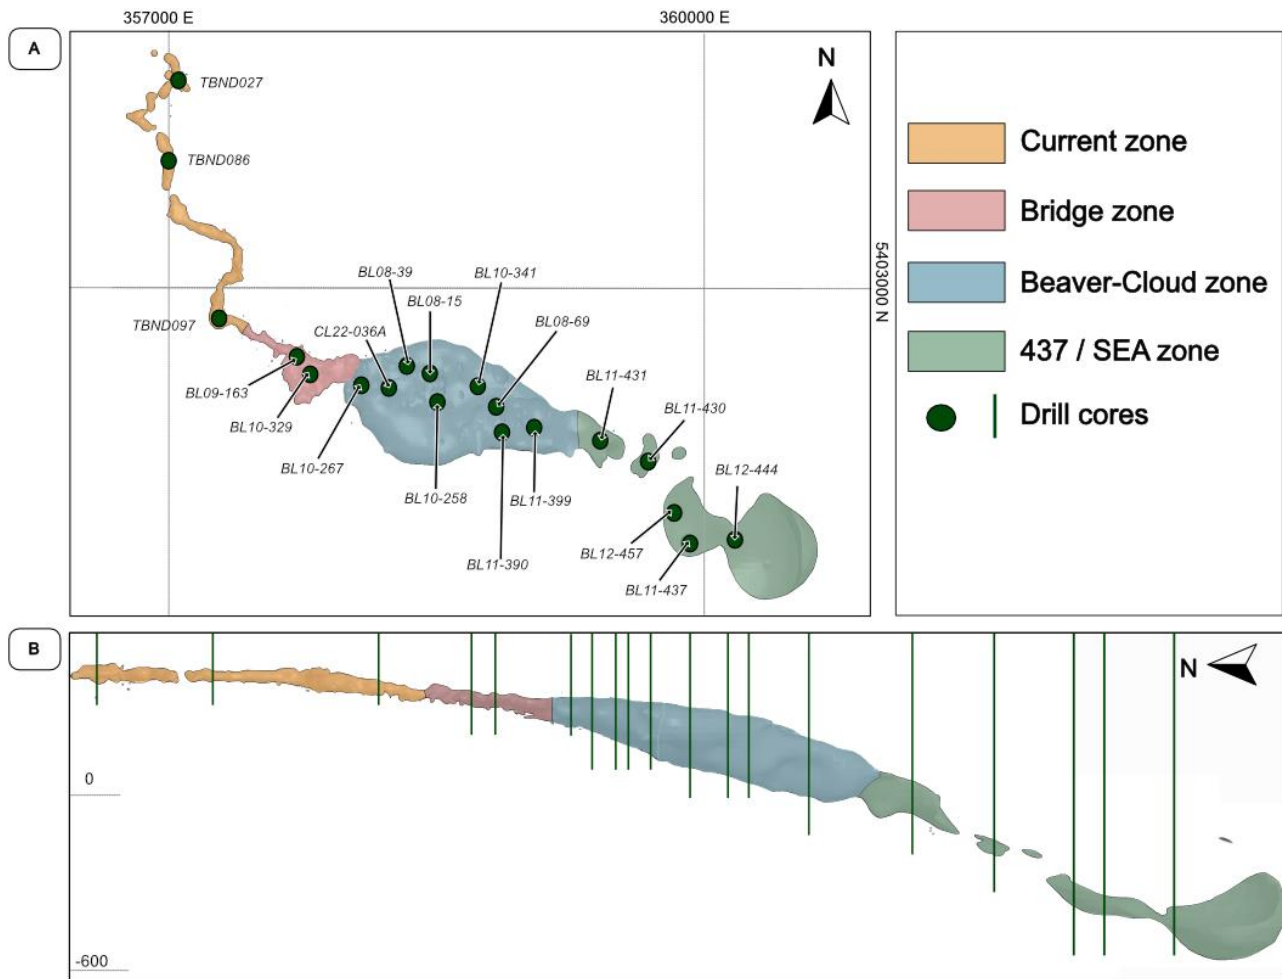 357000 E
360000 E
A
N
TBND027
TBND086
5403000 N
BL08-39
BL10-341
BL08-15
BL08-69
CL22-036A
TBND097
BL09-163
BL11-431
BL11-430
BL10-329
BL10-267
BL10-258
BL11-399
BL12-444
BL11-390
BL12-457
BL11-437
Current zone
Bridge zone
Beaver-Cloud zone
437 / SEA zone
Drill cores
B
N
0
-600